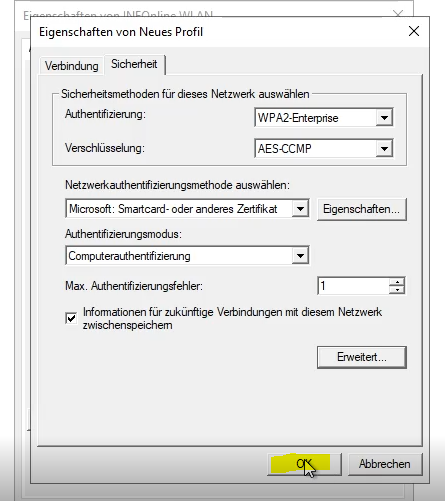 Eigenschaften von INFOnline WLAN
Eigenschaften von Neues Profil
Verbindung
Sicherheit
Sicherheitsmethoden für dieses Netzwerk auswählen
Authentifizierung:
WPA2-Enterprise
Verschlüsselung:
AES-CCMP
Netzwerkauthentifizierungsmethode auswählen:
Microsoft: Smartcard- oder anderes Zertifikat
Eigenschaften...
Authentifizierungsmodus:
Computerauthentifizierung
Max. Authentifizierungsfehler:
1
Infomationen für zukünftige Verbindungen mit diesem Netzwerk
zwischenspeichern
Erweitert...
OK
Abbrechen